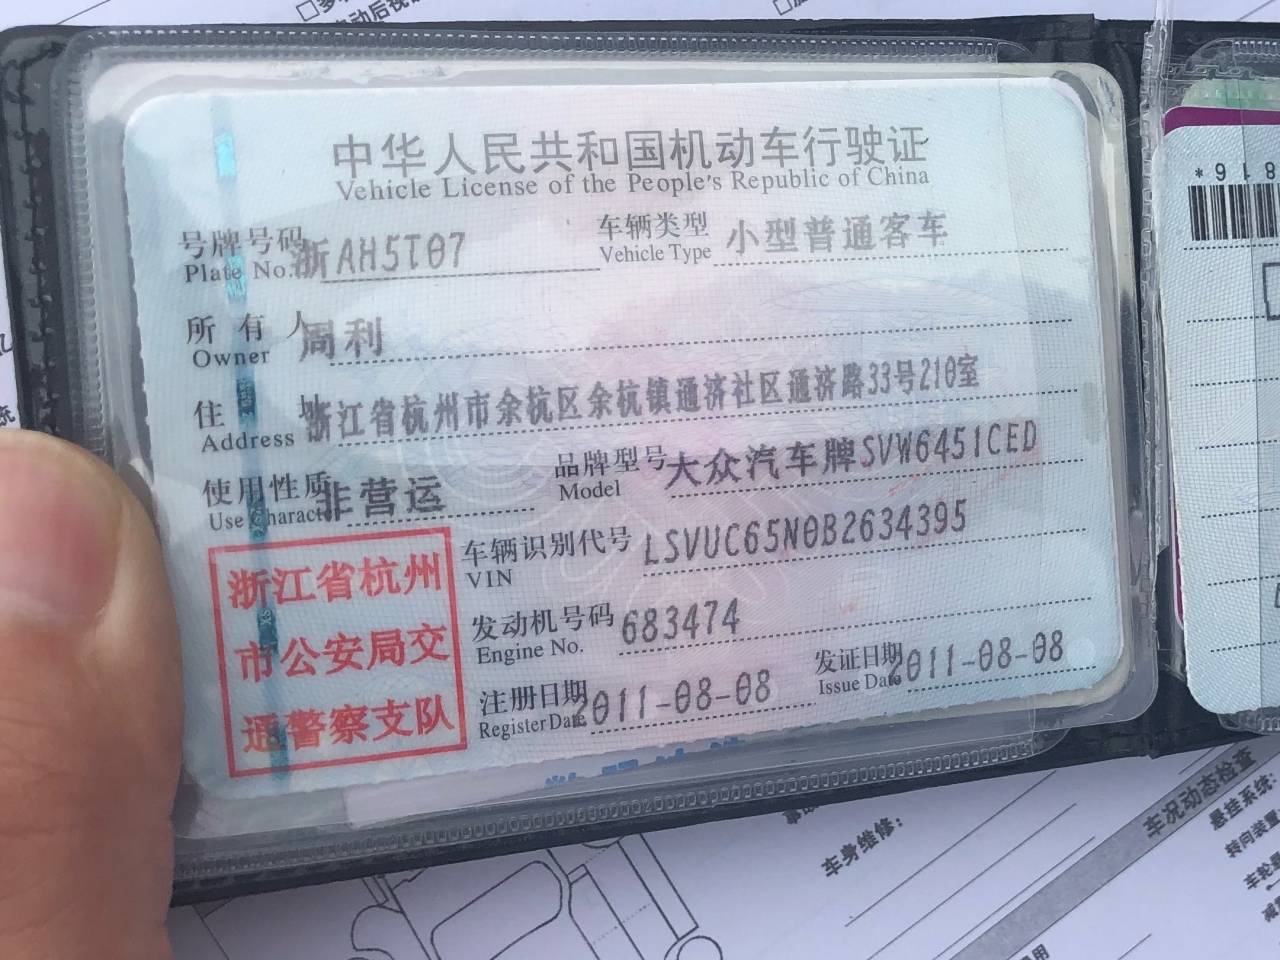 中华人民共和国机动车行驶证
Vehicle License of the People's Republic of China
号牌号码 浙AH5T07 车辆类型 小型普通客车
Plate No. Vehicle Type
所有人 周利
Owner
住址 浙江省杭州市余杭区余杭镇通济社区通济路33号210室
Address
使用性质 非营运 品牌型号 大众汽车牌SVW6451CED
Use Character Model
浙江省杭州
市公安局交
通警察支队
车辆识别代号 LSVUC65N0B2634395
VIN
发动机号码 683474
Engine No.
注册日期 2011-08-08 发证日期 2011-08-08
Register Date Issue Date
车身维修：
车况动态检查
悬挂系统：
转向装置